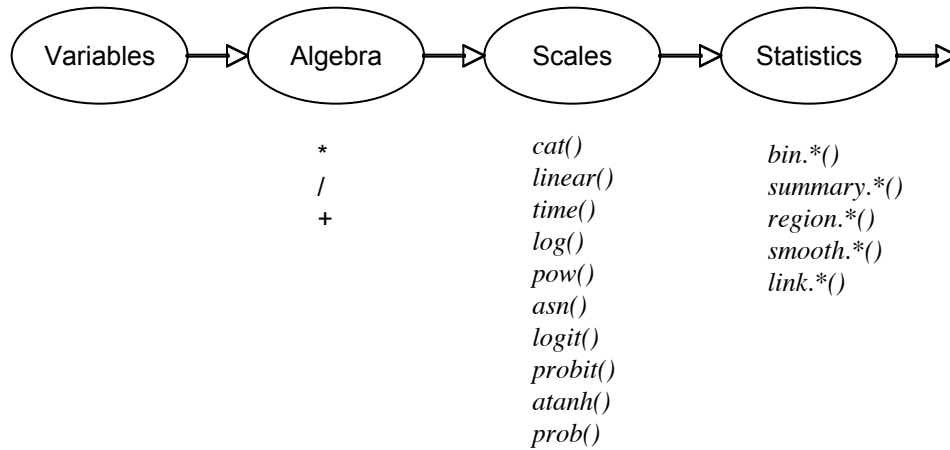 Variables
Algebra
Scales
Statistics
*
/
+
cat()
linear()
time()
log()
pow()
asn()
logit()
probit()
atanh()
prob()
bin.*()
summary.*()
region.*()
smooth.*()
link.*()